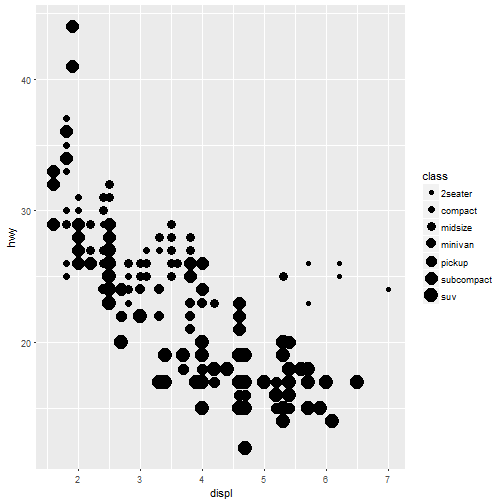 40
30
20
hwy
2 3 4 5 6 7
displ
class
2seater
compact
midsize
minivan
pickup
subcompact
suv